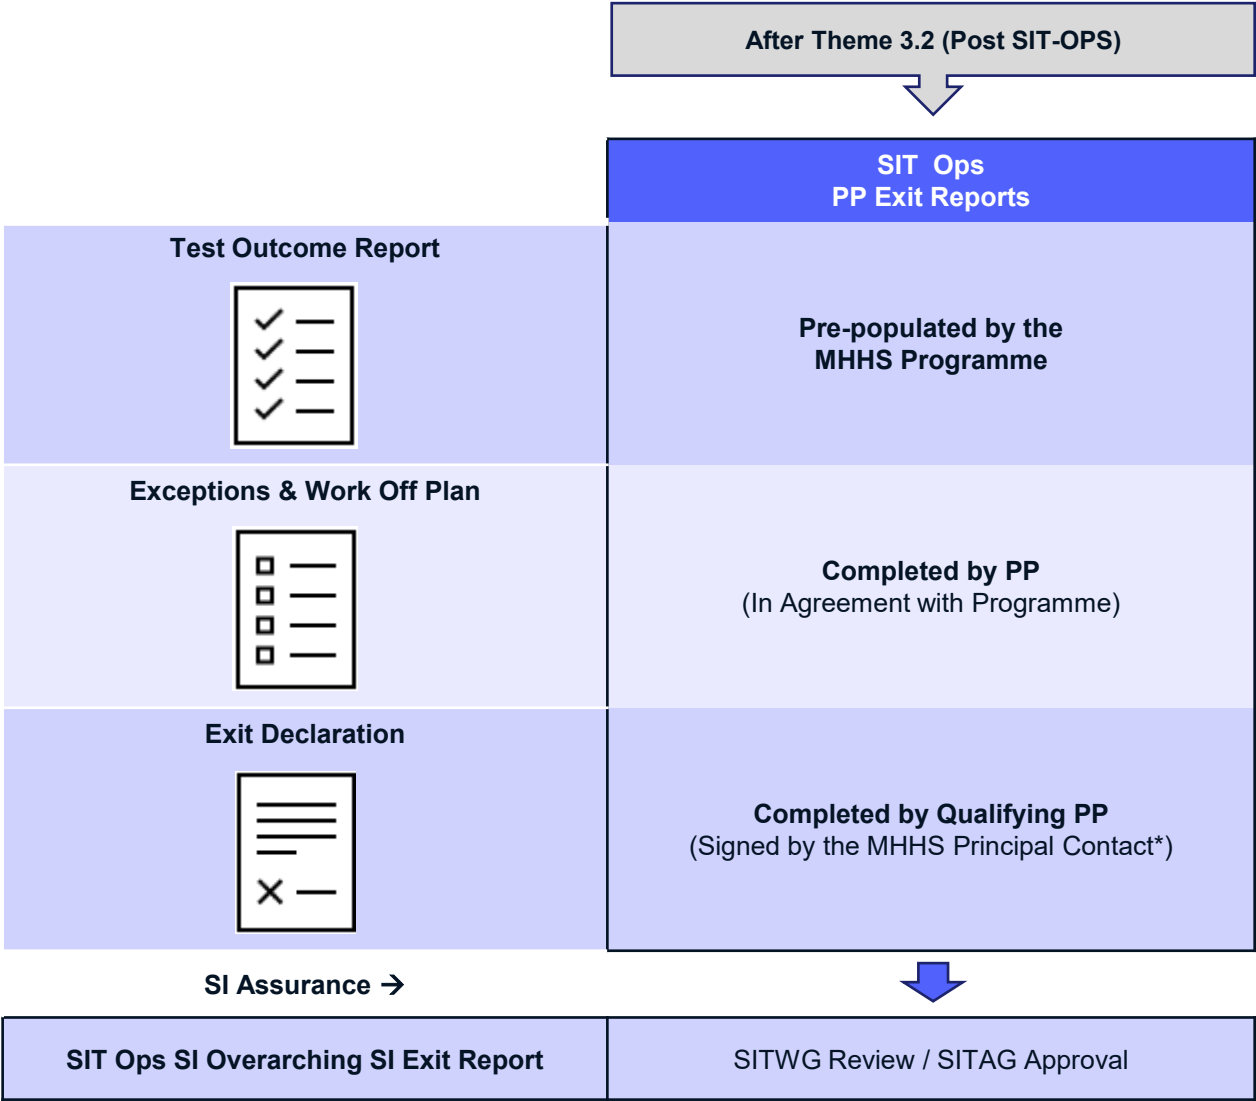 After Theme 3.2 (Post SIT-OPS)
SIT Ops
PP Exit Reports
Test Outcome Report
Pre-populated by the
MHHS Programme
Exceptions & Work Off Plan
Completed by PP
(In Agreement with Programme)
Exit Declaration
Completed by Qualifying PP
(Signed by the MHHS Principal Contact*)
SI Assurance →
SIT Ops SI Overarching SI Exit Report
SITWG Review / SITAG Approval